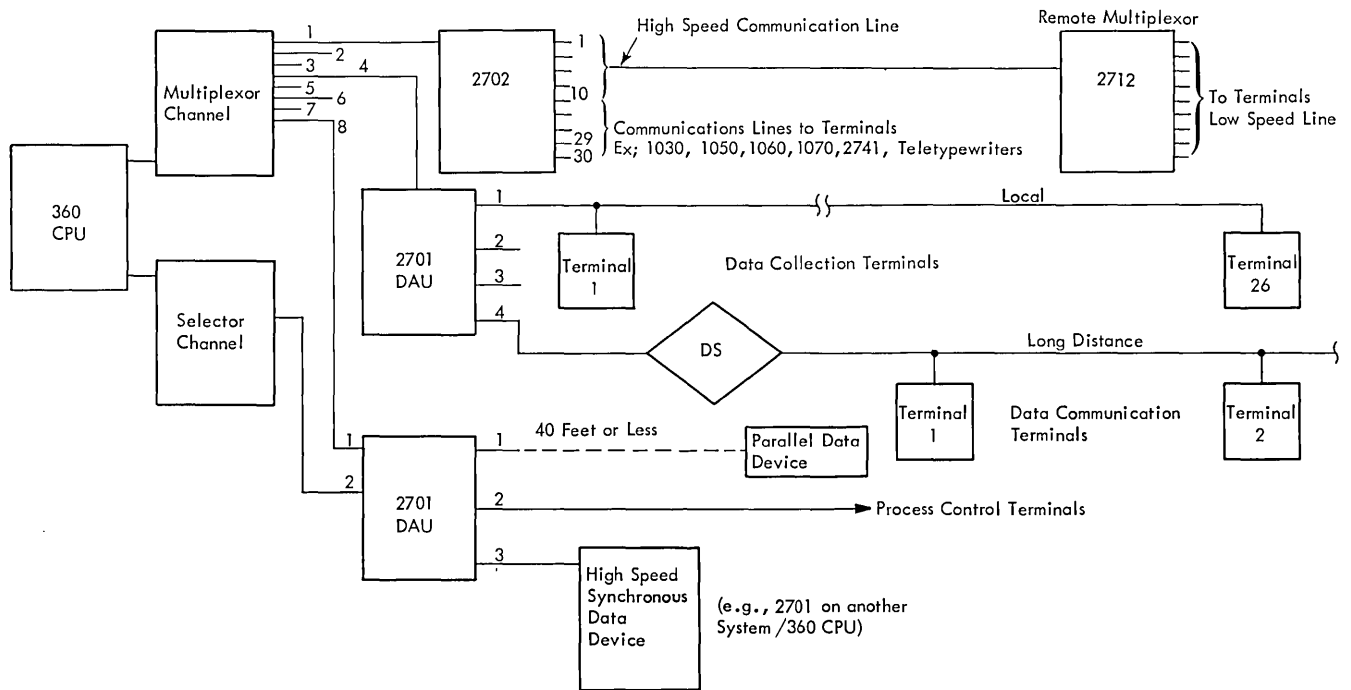 Remote Multiplexor
High Speed Communication Line
Multiplexor
Channel
1
2
3
4
5
6
7
8
2702
1
10
29
30
Communications Lines to Terminals
Ex; 1030, 1050, 1060, 1070, 2741, Teletypewriters
2712
To Terminals
Low Speed Line
360
CPU
2701
DAU
1
2
3
4
Local
Terminal
1
Data Collection Terminals
Terminal
26
Selector
Channel
DS
Long Distance
Terminal
1
Data Communication
Terminals
Terminal
2
1
2
2701
DAU
1
40 Feet or Less
Parallel Data
Device
2
Process Control Terminals
3
High Speed
Synchronous
Data
Device
(e.g., 2701 on another
System /360 CPU)